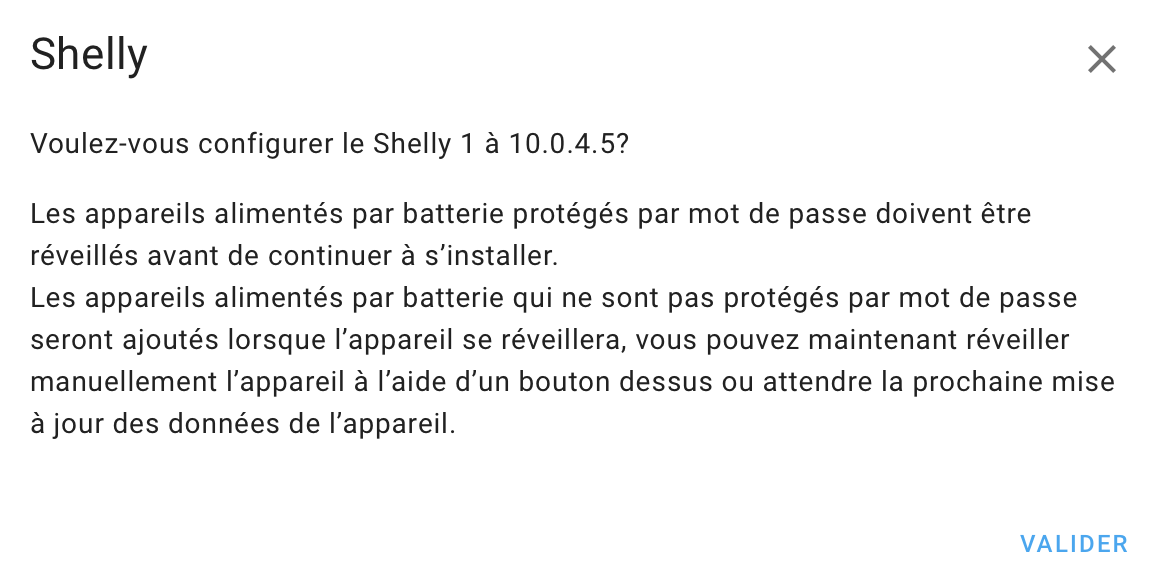 Shelly
Voulez-vous configurer le Shelly 1 à 10.0.4.5?
Les appareils alimentés par batterie protégés par mot de passe doivent être
réveillés avant de continuer à s’installer.
Les appareils alimentés par batterie qui ne sont pas protégés par mot de passe
seront ajoutés lorsque l’appareil se réveillera, vous pouvez maintenant réveiller
manuellement l’appareil à l’aide d’un bouton dessus ou attendre la prochaine mise
à jour des données de l’appareil.
VALIDER